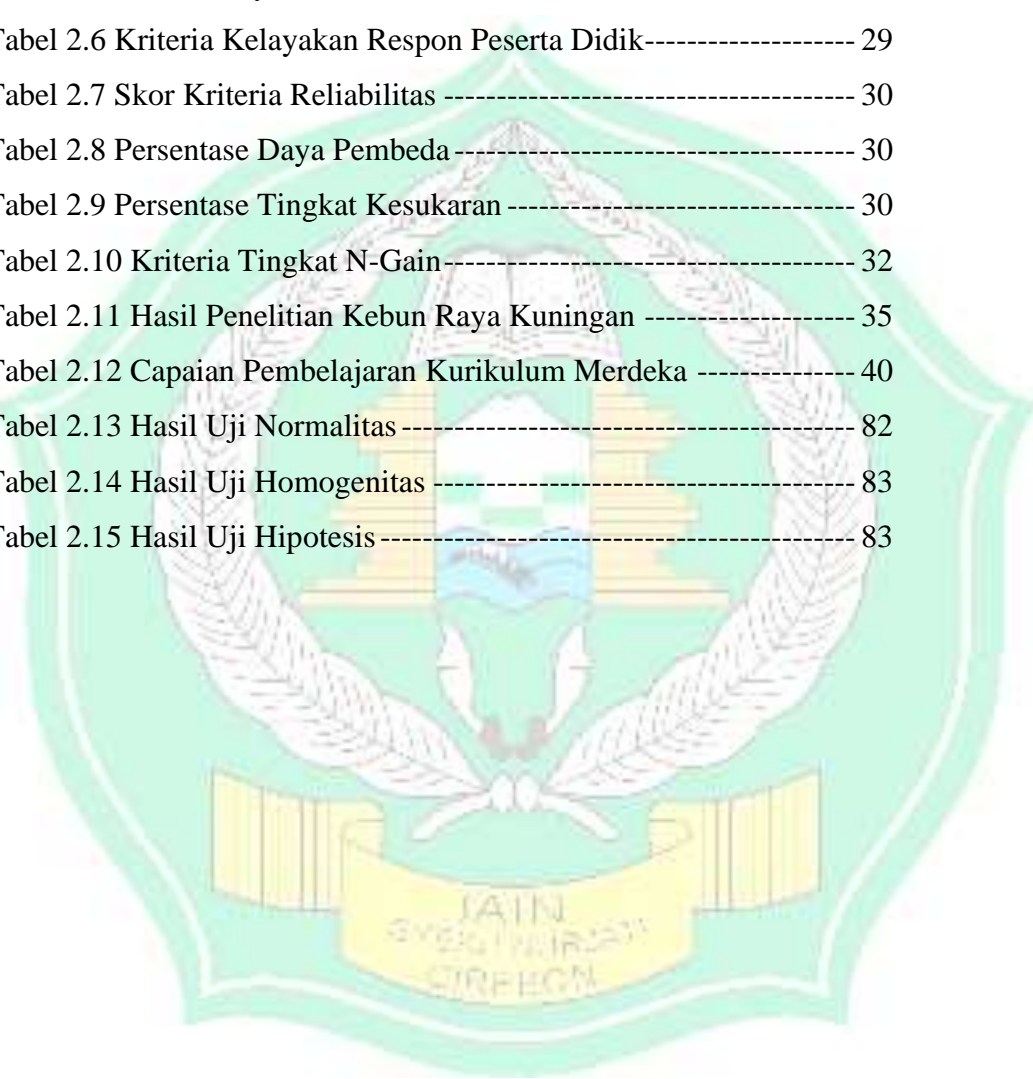 Tabel 2.6 Kriteria Kelayakan Respon Peserta Didik-------------------- 29
Tabel 2.7 Skor Kriteria Reliabilitas --------------------------------------- 30
Tabel 2.8 Persentase Daya Pembeda-------------------------------------- 30
Tabel 2.9 Persentase Tingkat Kesukaran --------------------------------- 30
Tabel 2.10 Kriteria Tingkat N-Gain--------------------------------------- 32
Tabel 2.11 Hasil Penelitian Kebun Raya Kuningan -------------------- 35
Tabel 2.12 Capaian Pembelajaran Kurikulum Merdeka --------------- 40
Tabel 2.13 Hasil Uji Normalitas------------------------------------------- 82
Tabel 2.14 Hasil Uji Homogenitas ---------------------------------------- 83
Tabel 2.15 Hasil Uji Hipotesis--------------------------------------------- 83
IAIN
CIREBON